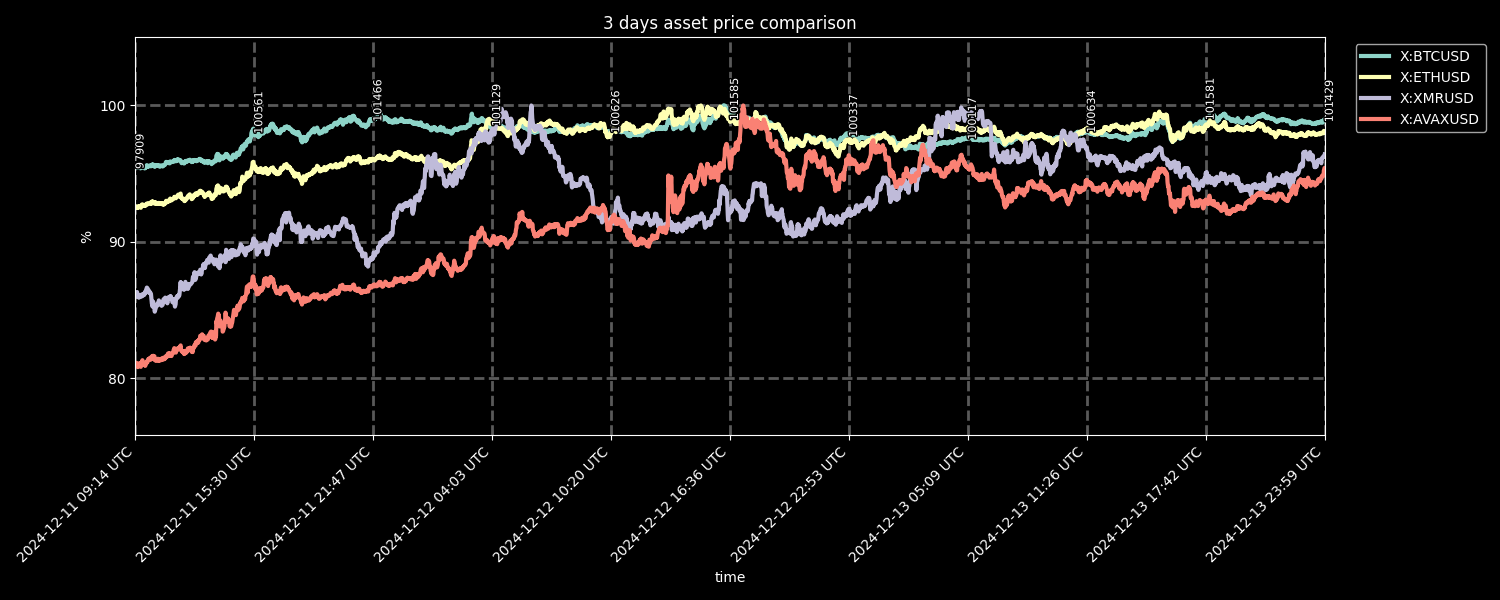 3 days asset price comparison
X:BTCUSD
X:ETHUSD
X:XMRUSD
X:AVAXUSD
100
90
80
%
97909
100561
101466
101129
100626
101585
100337
100117
100634
101581
101429
2024-12-11 09:14 UTC
2024-12-11 15:30 UTC
2024-12-11 21:47 UTC
2024-12-12 04:03 UTC
2024-12-12 10:20 UTC
2024-12-12 16:36 UTC
2024-12-12 22:53 UTC
2024-12-13 05:09 UTC
2024-12-13 11:26 UTC
2024-12-13 17:42 UTC
2024-12-13 23:59 UTC
time